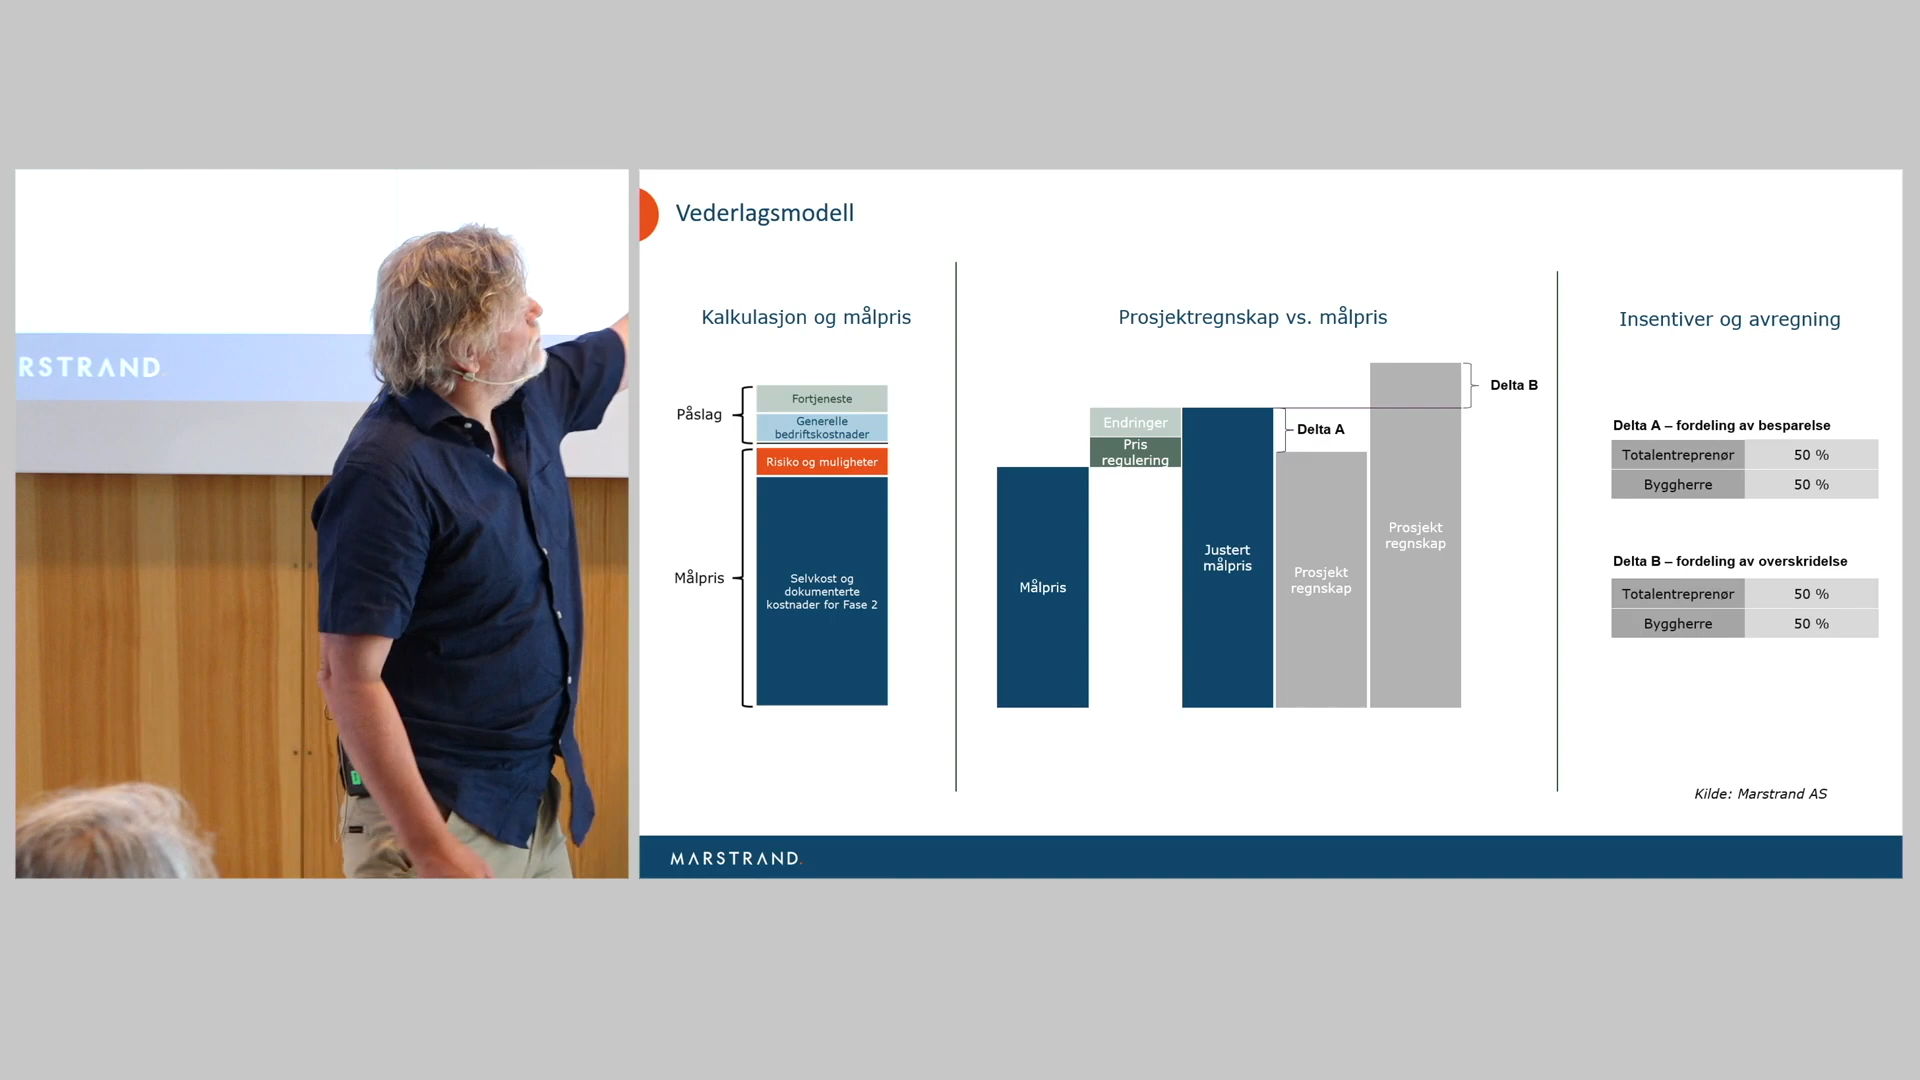 RSTRAND
Vederlagsmodell
Kalkulasjon og målpris
Påslag
Fortjeneste
Generelle
bedriftskostnader
Risiko og muligheter
Målpris
Selvkost og
dokumenterte
kostnader for Fase 2
Prosjektregnskap vs. målpris
Målpris
Endringer
Pris
regulering
Justert
målpris
Delta A
Prosjekt
regnskap
Prosjekt
regnskap
Delta B
Insentiver og avregning
Delta A – fordeling av besparelse
Totalentreprenør 50 %
Byggherre 50 %
Delta B – fordeling av overskridelse
Totalentreprenør 50 %
Byggherre 50 %
Kilde: Marstrand AS
MARSTRAND.